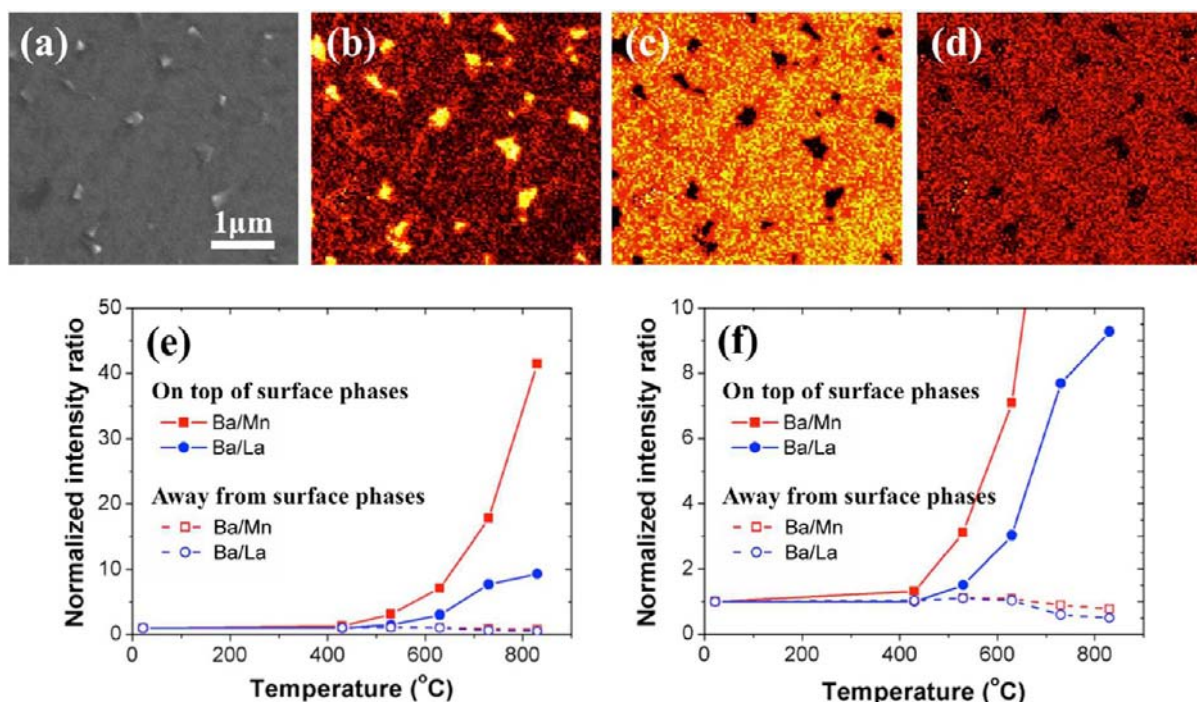 (a)
(b)
(c)
(d)
1µm
(e)
50
40
30
20
10
0
Normalized intensity ratio
On top of surface phases
Ba/Mn
Ba/La
Away from surface phases
Ba/Mn
Ba/La
0 200 400 600 800
Temperature (°C)
(f)
10
8
6
4
2
0
Normalized intensity ratio
On top of surface phases
Ba/Mn
Ba/La
Away from surface phases
Ba/Mn
Ba/La
0 200 400 600 800
Temperature (°C)